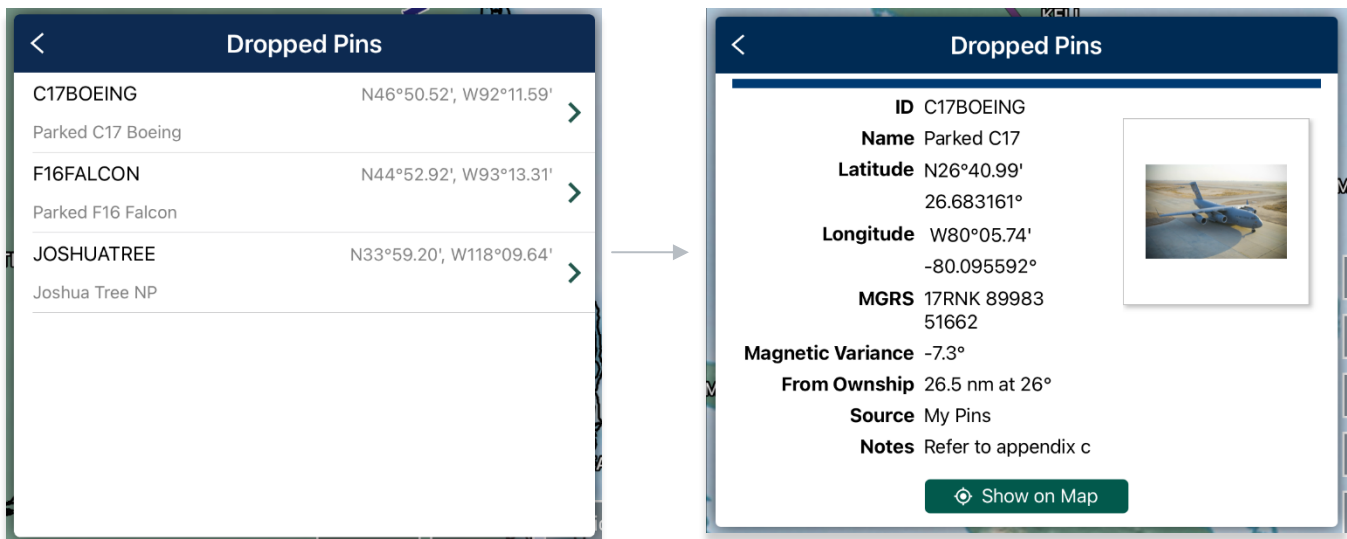 Dropped Pins
C17BOEING N46°50.52', W92°11.59'
Parked C17 Boeing
F16FALCON N44°52.92', W93°13.31'
Parked F16 Falcon
JOSHUATREE N33°59.20', W118°09.64'
Joshua Tree NP
Dropped Pins
ID C17BOEING
Name Parked C17
Latitude N26°40.99'
26.683161°
Longitude W80°05.74'
-80.095592°
MGRS 17RNK 89983
51662
Magnetic Variance -7.3°
From Ownship 26.5 nm at 26°
Source My Pins
Notes Refer to appendix c
Show on Map